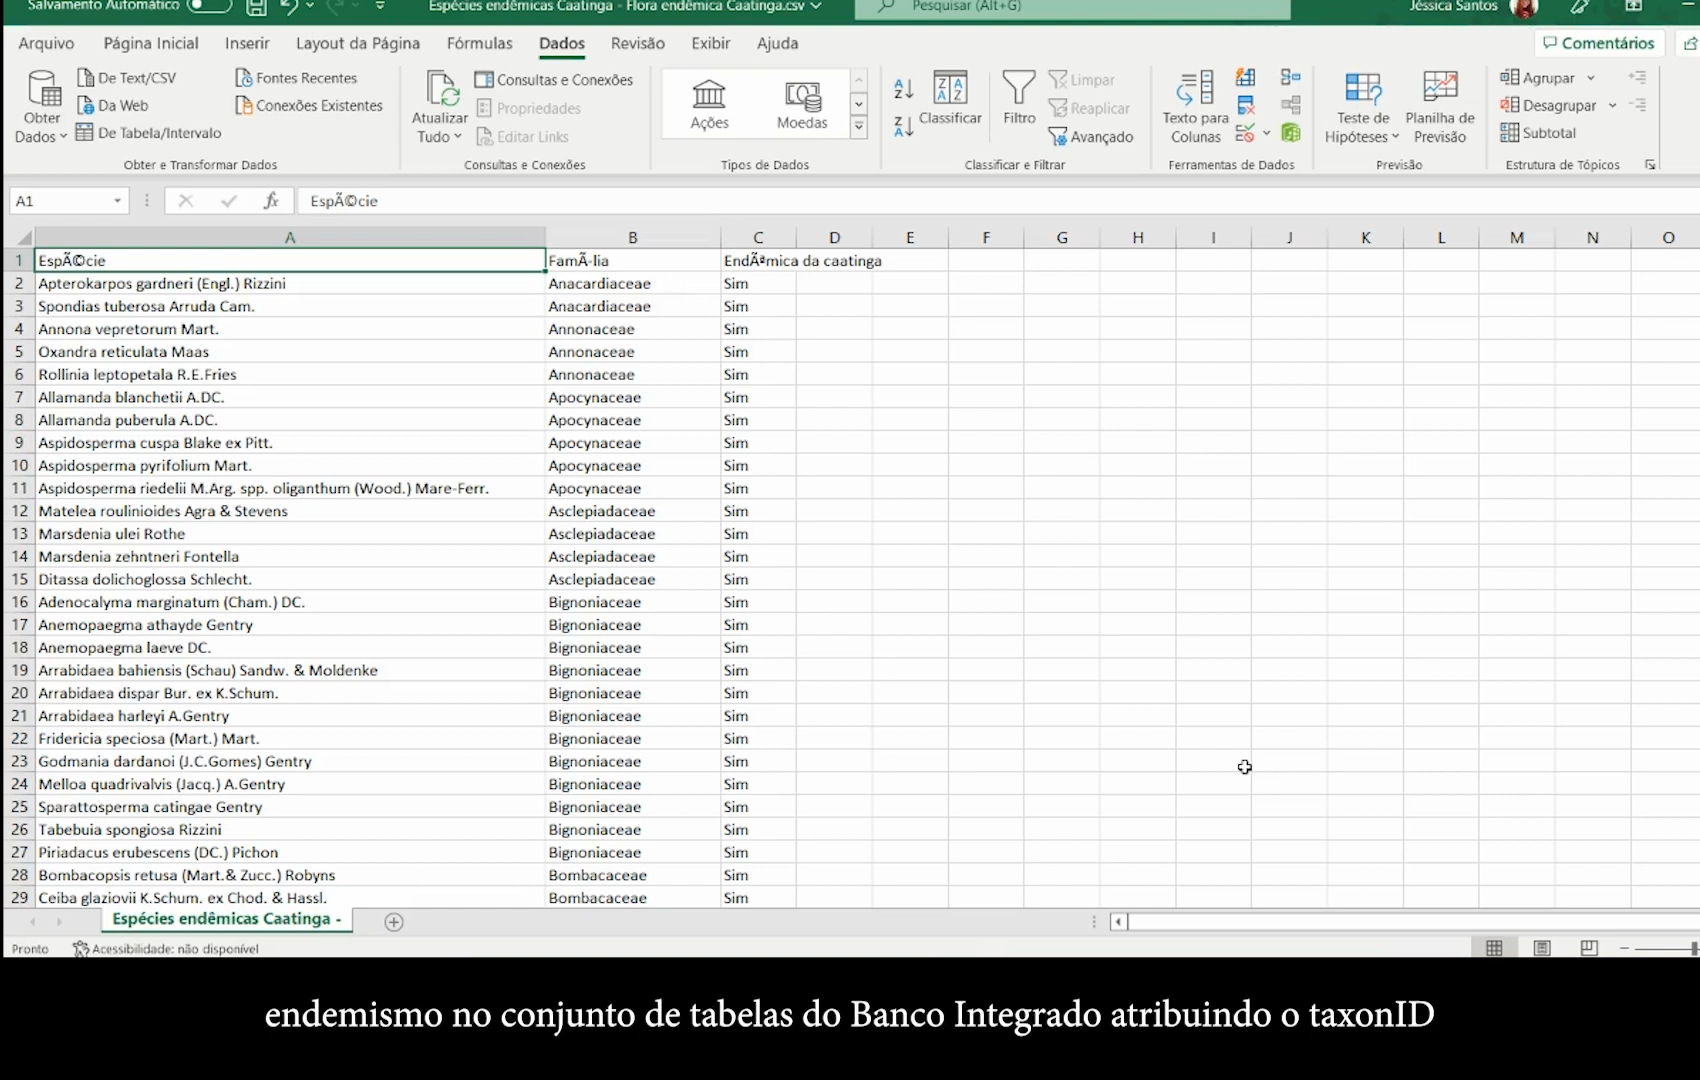 Salvamento Automático
Espécies endêmicas Caatinga - Flora endêmica Caatinga.csv
Pesquisar (Alt+G)
Jéssica Santos
Arquivo
Página Inicial
Inserir
Layout da Página
Fórmulas
Dados
Revisão
Exibir
Ajuda
Comentários
Obter Dados
De Text/CSV
Da Web
De Tabela/Intervalo
Fontes Recentes
Conexões Existentes
Obter e Transformar Dados
Atualizar Tudo
Consultas e Conexões
Propriedades
Editar Links
Consultas e Conexões
Ações
Moedas
Tipos de Dados
Classificar
Filtro
Limpar
Reaplicar
Avançado
Classificar e Filtrar
Texto para Colunas
Ferramentas de Dados
Teste de Hipóteses
Planilha de Previsão
Previsão
Agrupar
Desagrupar
Subtotal
Estrutura de Tópicos
A1
fx
EspÃ©cie
A B C D E F G H I J K L M N O
1 EspÃ©cie FamÃ-lia EndÃªmica da caatinga
2 Apterokarpos gardneri (Engl.) Rizzini Anacardiaceae Sim
3 Spondias tuberosa Arruda Cam. Anacardiaceae Sim
4 Annona vepretorum Mart. Annonaceae Sim
5 Oxandra reticulata Maas Annonaceae Sim
6 Rollinia leptopetala R.E.Fries Annonaceae Sim
7 Allamanda blanchetii A.DC. Apocynaceae Sim
8 Allamanda puberula A.DC. Apocynaceae Sim
9 Aspidosperma cuspa Blake ex Pitt. Apocynaceae Sim
10 Aspidosperma pyrifolium Mart. Apocynaceae Sim
11 Aspidosperma riedelii M.Arg. spp. oliganthum (Wood.) Mare-Ferr. Apocynaceae Sim
12 Matelea roulinioides Agra & Stevens Asclepiadaceae Sim
13 Marsdenia ulei Rothe Asclepiadaceae Sim
14 Marsdenia zehntneri Fontella Asclepiadaceae Sim
15 Ditassa dolichoglossa Schlecht. Asclepiadaceae Sim
16 Adenocalyma marginatum (Cham.) DC. Bignoniaceae Sim
17 Anemopaegma athayde Gentry Bignoniaceae Sim
18 Anemopaegma laeve DC. Bignoniaceae Sim
19 Arrabidaea bahiensis (Schau) Sandw. & Moldenke Bignoniaceae Sim
20 Arrabidaea dispar Bur. ex K.Schum. Bignoniaceae Sim
21 Arrabidaea harleyi A.Gentry Bignoniaceae Sim
22 Fridericia speciosa (Mart.) Mart. Bignoniaceae Sim
23 Godmania dardanoi (J.C.Gomes) Gentry Bignoniaceae Sim
24 Melloa quadrivalvis (Jacq.) A.Gentry Bignoniaceae Sim
25 Sparattosperma catingae Gentry Bignoniaceae Sim
26 Tabebuia spongiosa Rizzini Bignoniaceae Sim
27 Piriadacus erubescens (DC.) Pichon Bignoniaceae Sim
28 Bombacopsis retusa (Mart.& Zucc.) Robyns Bombacaceae Sim
29 Ceiba glaziovii K.Schum. ex Chod. & Hassl. Bombacaceae Sim
Espécies endêmicas Caatinga -
Pronto
Acessibilidade: não disponível
endemismo no conjunto de tabelas do Banco Integrado atribuindo o taxonID